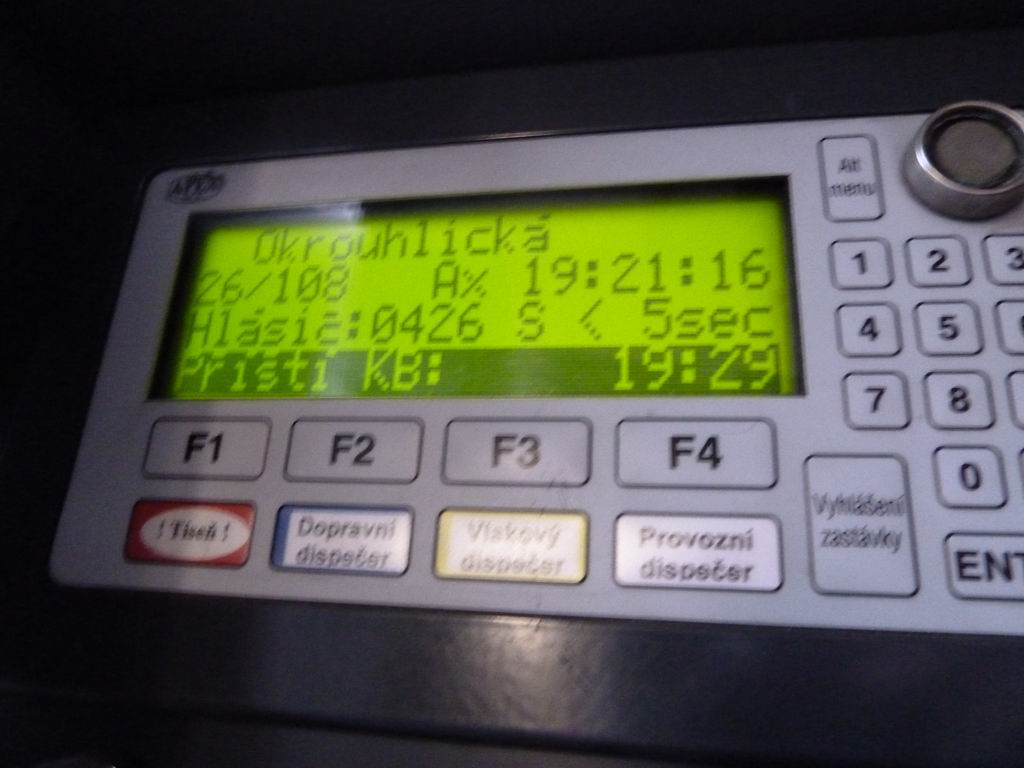 Okrouhlická
26/108 A% 19:21:16
Hlásič:0426 S < 5sec
Příští KB: 19:29
F1 F2 F3 F4
! Tíseň !
Dopravní
dispečer
Vlakový
dispečer
Provozní
dispečer
Alt
menu
1 2 3
4 5
7 8
0
Vyhlášení
zastávky
ENT